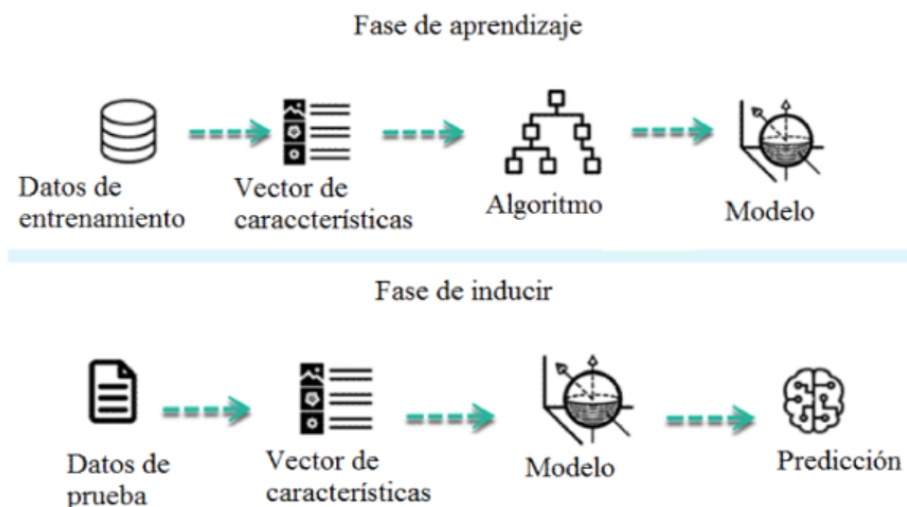 Fase de aprendizaje
Datos de
entrenamiento
Vector de
caraccterísticas
Algoritmo
Modelo
Fase de inducir
Datos de
prueba
Vector de
características
Modelo
Predicción